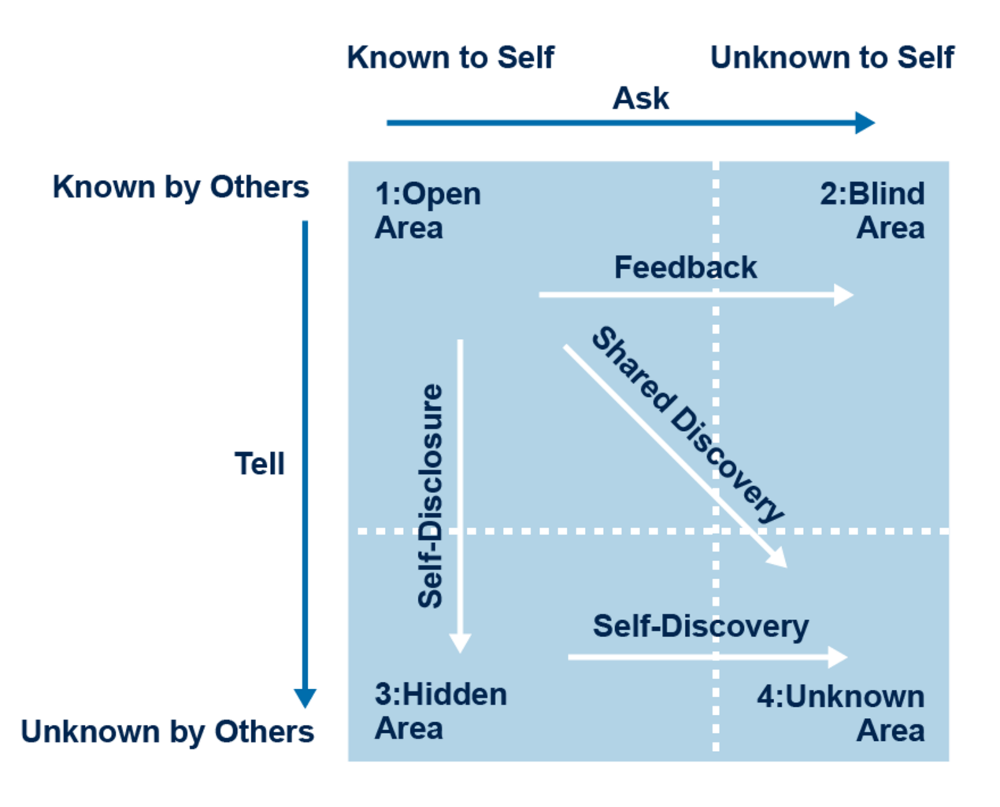 Known to Self
Unknown to Self
Ask
Known by Others
1:Open
Area
2:Blind
Area
Feedback
Shared Discovery
Self-Disclosure
Tell
Self-Discovery
3:Hidden
Area
4:Unknown
Area
Unknown by Others